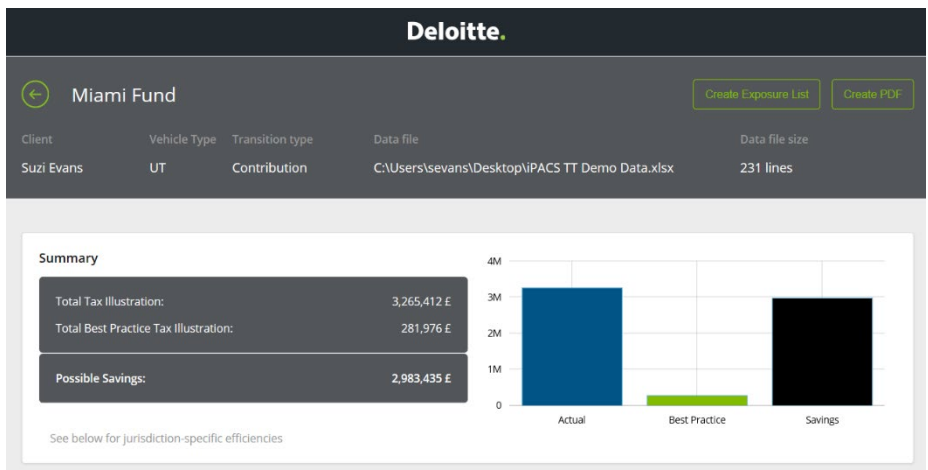 Deloitte.
Miami Fund
Create Exposure List
Create PDF
Client Vehicle Type Transition type Data file Data file size
Suzi Evans UT Contribution C:\Users\sevans\Desktop\iPACS TT Demo Data.xlsx 231 lines
Summary
Total Tax Illustration: 3,265,412 £
Total Best Practice Tax Illustration: 281,976 £
Possible Savings: 2,983,435 £
See below for jurisdiction-specific efficiencies
4M
3M
2M
1M
0
Actual Best Practice Savings